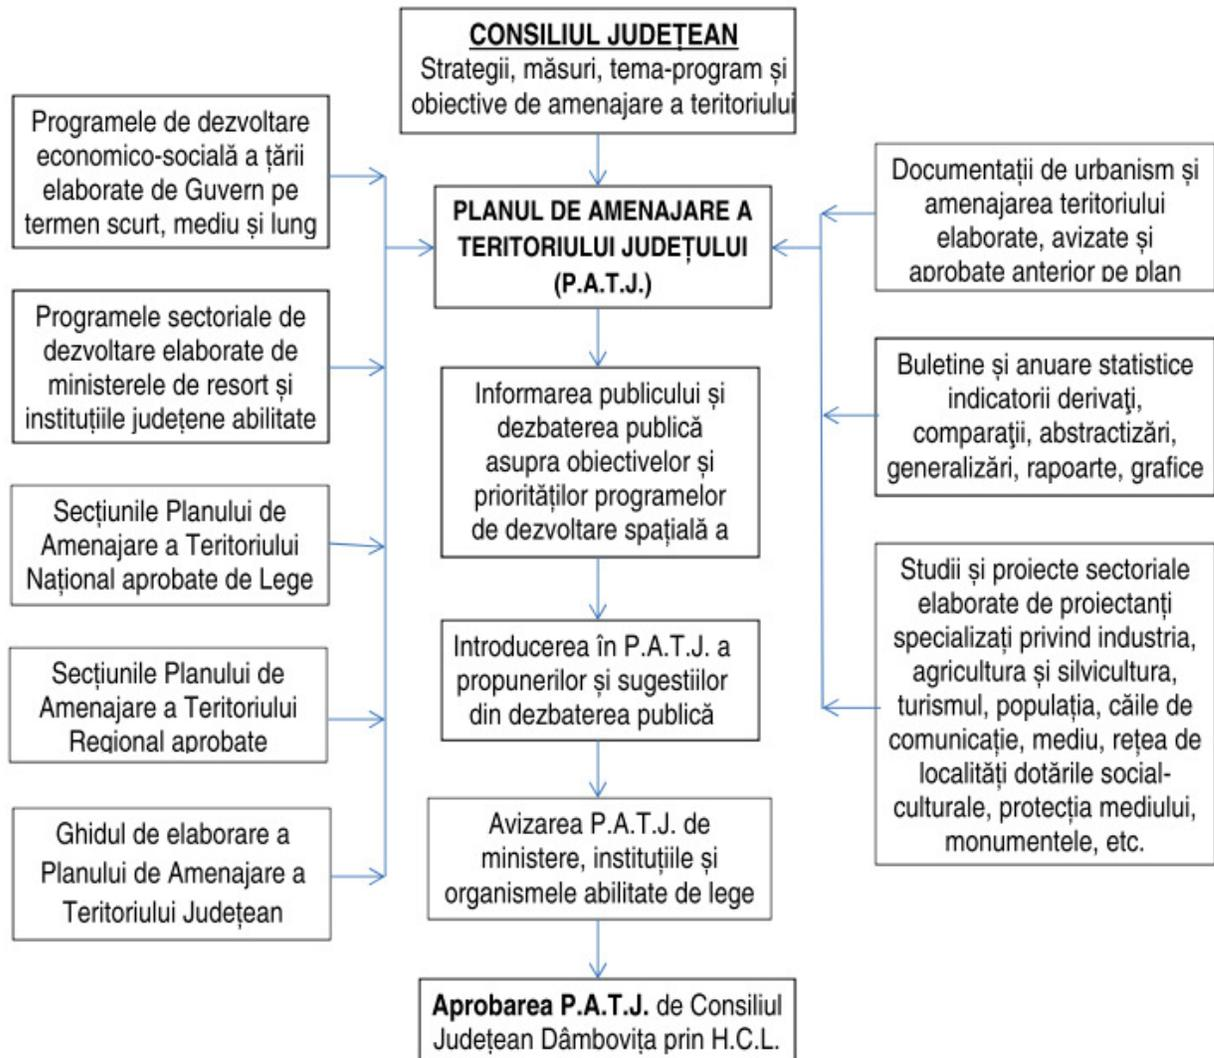 CONSILIUL JUDEȚEAN
Strategii, măsuri, tema-program și
obiective de amenajare a teritoriului
Programele de dezvoltare
economico-socială a țării
elaborate de Guvern pe
termen scurt, mediu și lung
Programele sectoriale de
dezvoltare elaborate de
ministerele de resort și
instituțiile județene abilitate
Secțiunile Planului de
Amenajare a Teritoriului
Național aprobate de Lege
Secțiunile Planului de
Amenajare a Teritoriului
Regional aprobate
Ghidul de elaborare a
Planului de Amenajare a
Teritoriului Județean
PLANUL DE AMENAJARE A
TERITORIULUI JUDEȚULUI
(P.A.T.J.)
Informarea publicului și
dezbaterea publică
asupra obiectivelor și
priorităților programelor
de dezvoltare spațială a
Introducerea în P.A.T.J. a
propunerilor și sugestiilor
din dezbaterea publică
Avizarea P.A.T.J. de
ministere, instituțiile și
organismele abilitate de lege
Aprobarea P.A.T.J. de Consiliul
Județean Dâmbovița prin H.C.L.
Documentații de urbanism și
amenajarea teritoriului
elaborate, avizate și
aprobate anterior pe plan
Buletine și anuare statistice
indicatorii derivaţi,
comparaţii, abstractizări,
generalizări, rapoarte, grafice
Studii și proiecte sectoriale
elaborate de proiectanți
specializați privind industria,
agricultura și silvicultura,
turismul, populația, căile de
comunicație, mediu, rețea de
localități dotările social-
culturale, protecția mediului,
monumentele, etc.